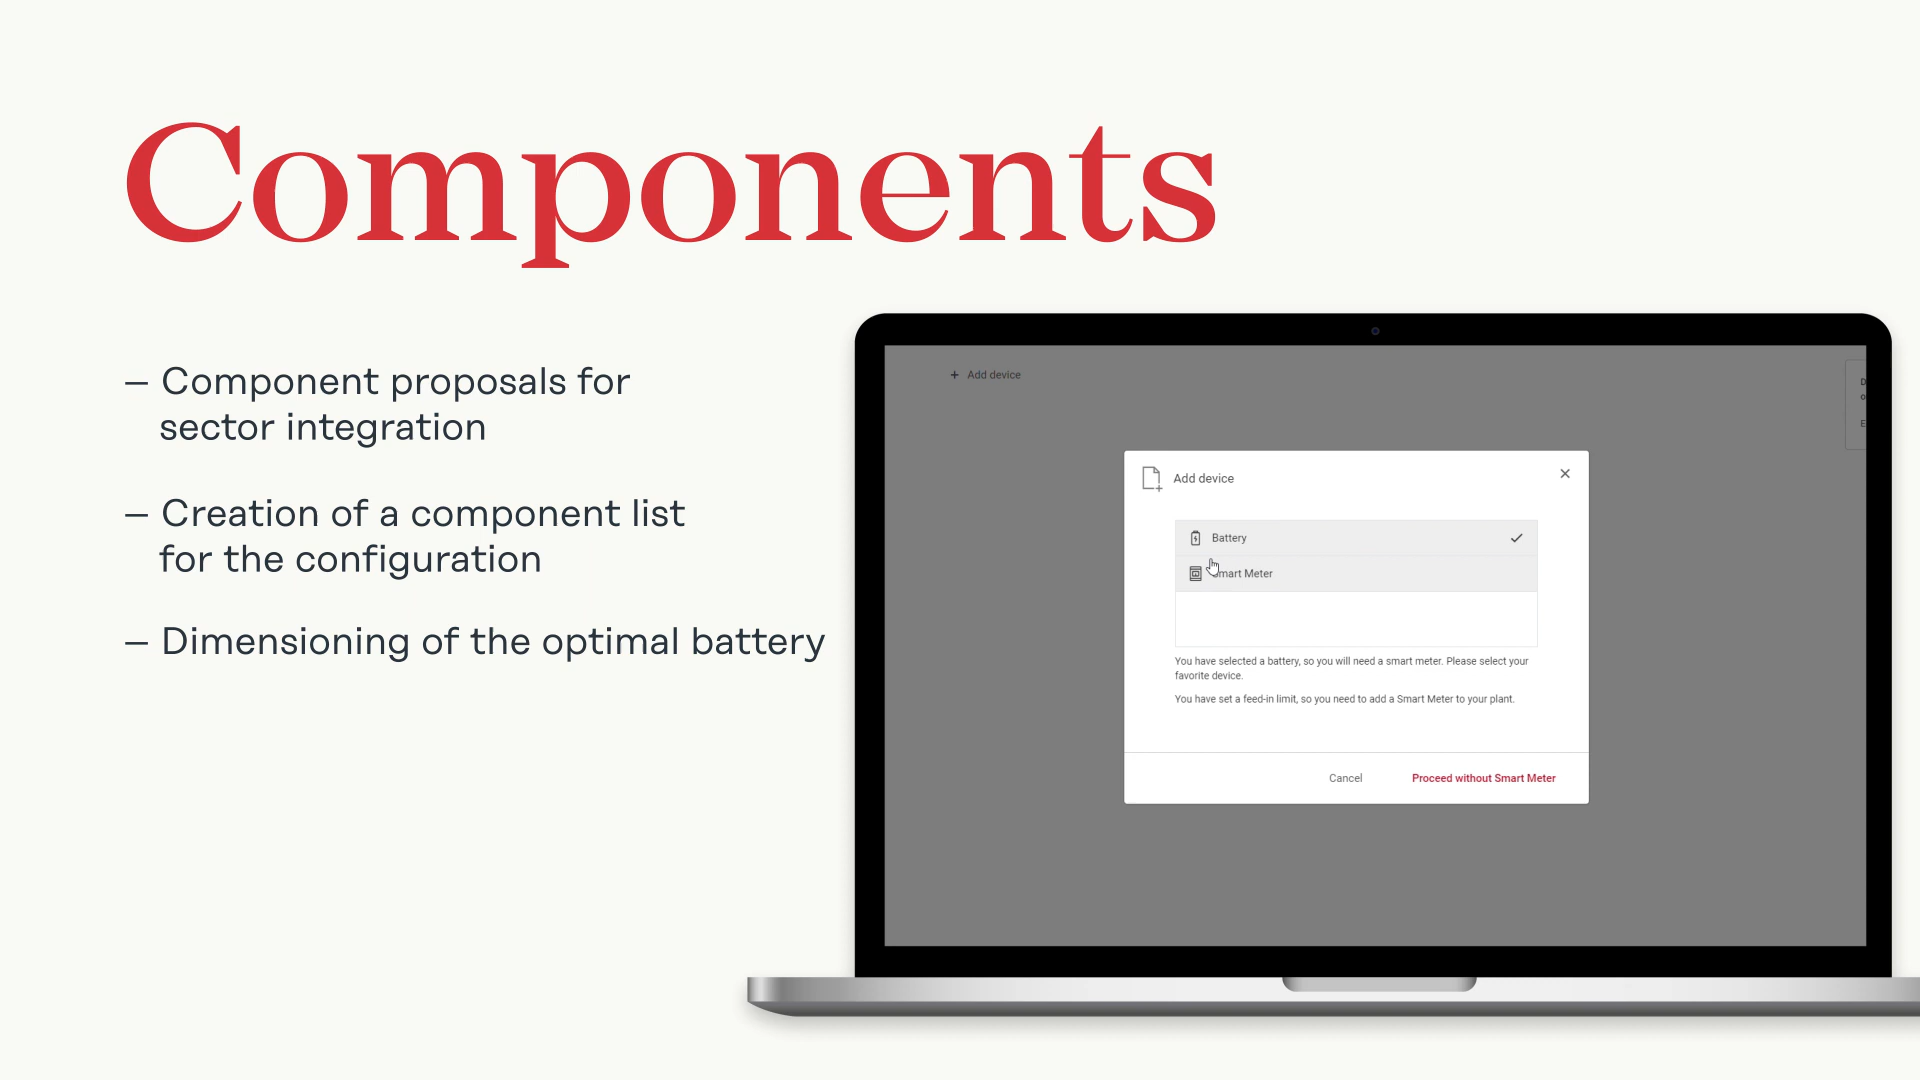 Components
– Component proposals for
sector integration
– Creation of a component list
for the configuration
– Dimensioning of the optimal battery
+ Add device
Add device
Battery
mart Meter
You have selected a battery, so you will need a smart meter. Please select your
favorite device.
You have set a feed-in limit, so you need to add a Smart Meter to your plant.
Cancel
Proceed without Smart Meter